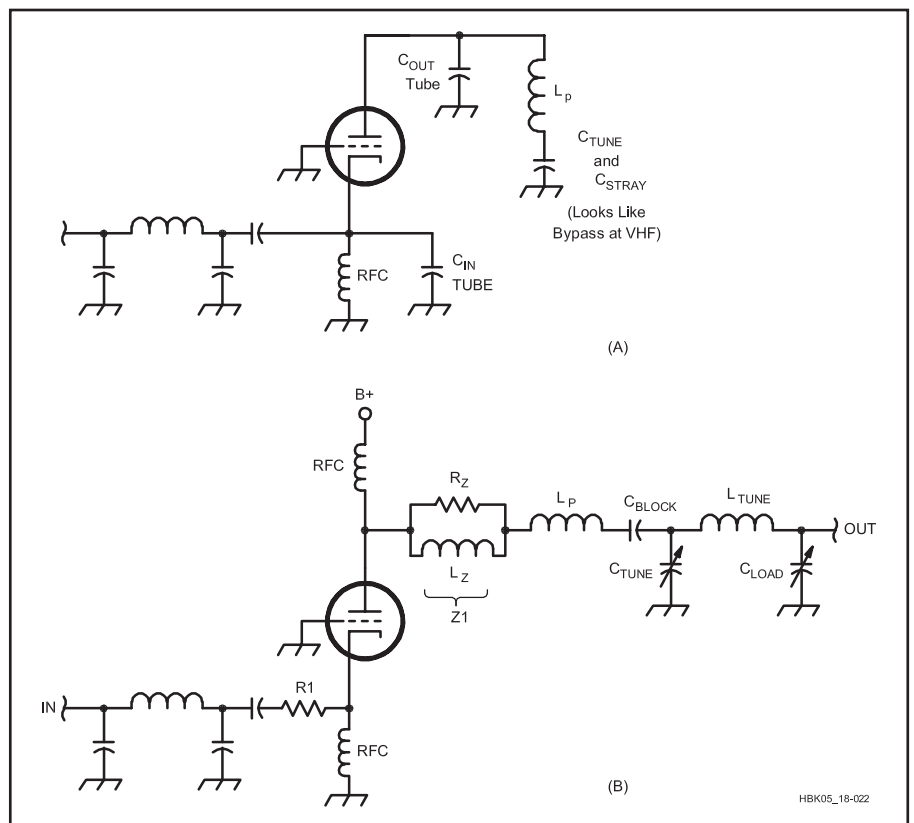 C_OUT
Tube
L_p
C_TUNE
and
C_STRAY
(Looks Like
Bypass at VHF)
RFC
C_IN
TUBE
(A)
B+
RFC
R_Z
L_P
C_BLOCK
L_TUNE
OUT
C_TUNE
C_LOAD
L_Z
Z1
R1
IN
RFC
(B)
HBK05_18-022